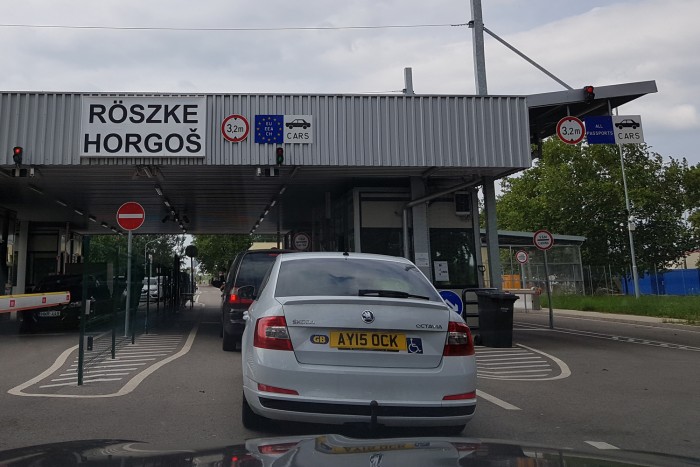 RÖSZKE
HORGOŠ
3,2m
EU
EEA
CH
CARS
3,2m
ALL
PASSPORTS
CARS
ŠKODA
OCTAVIA
GB
AY15 OCK